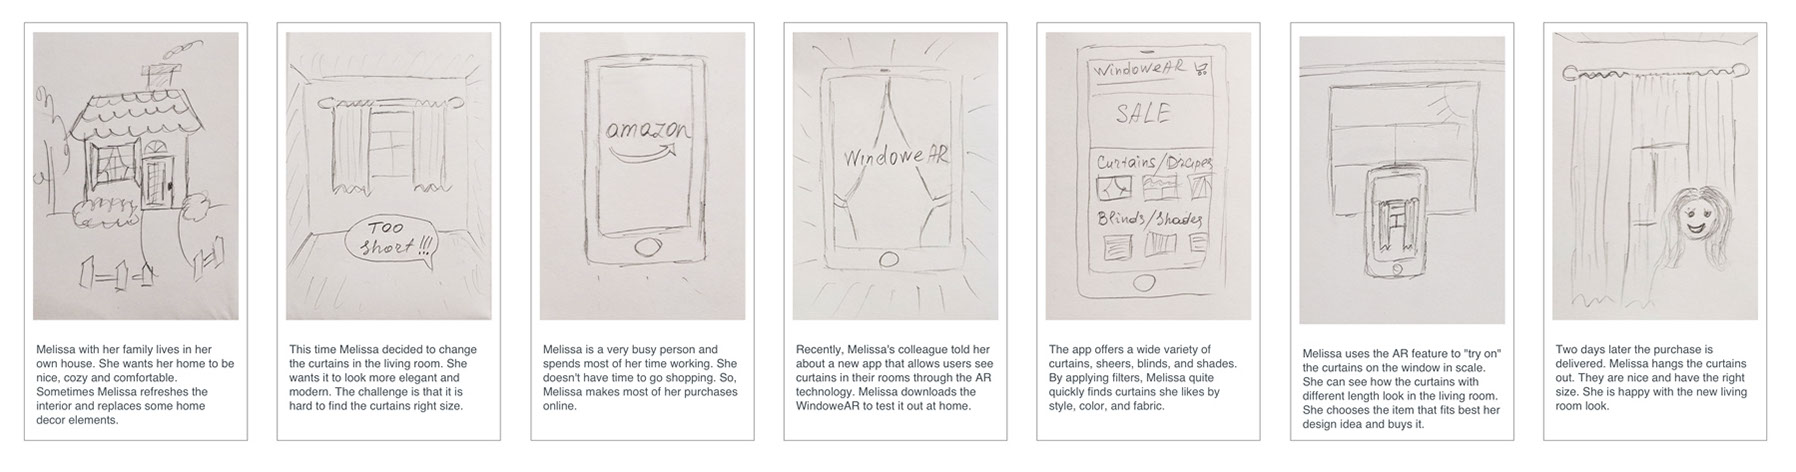 Melissa with her family lives in her
own house. She wants her home to be
nice, cozy and comfortable.
Sometimes Melissa refreshes the
interior and replaces some home
decor elements.
TOO
short!!!
This time Melissa decided to change
the curtains in the living room. She
wants it to look more elegant and
modern. The challenge is that it is
hard to find the curtains right size.
amazon
Melissa is a very busy person and
spends most of her time working. She
doesn't have time to go shopping. So,
Melissa makes most of her purchases
online.
WindoweAR
Recently, Melissa's colleague told her
about a new app that allows users see
curtains in their rooms through the AR
technology. Melissa downloads the
WindoweAR to test it out at home.
WindoweAR
SALE
Curtains/Drapes
Blinds/Shades
The app offers a wide variety of
curtains, sheers, blinds, and shades.
By applying filters, Melissa quite
quickly finds curtains she likes by
style, color, and fabric.
Melissa uses the AR feature to "try on"
the curtains on the window in scale.
She can see how the curtains with
different length look in the living room.
She chooses the item that fits best her
design idea and buys it.
Two days later the purchase is
delivered. Melissa hangs the curtains
out. They are nice and have the right
size. She is happy with the new living
room look.